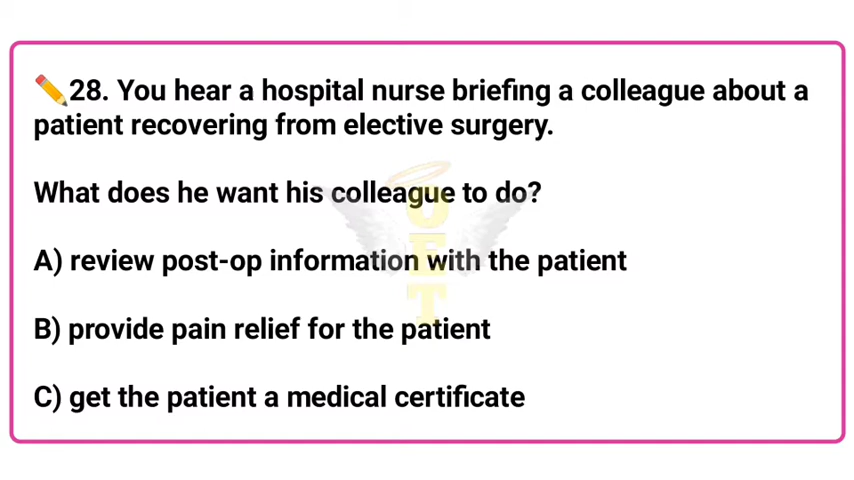 ✏️28. You hear a hospital nurse briefing a colleague about a
patient recovering from elective surgery.
What does he want his colleague to do?
A) review post-op information with the patient
B) provide pain relief for the patient
C) get the patient a medical certificate
OET